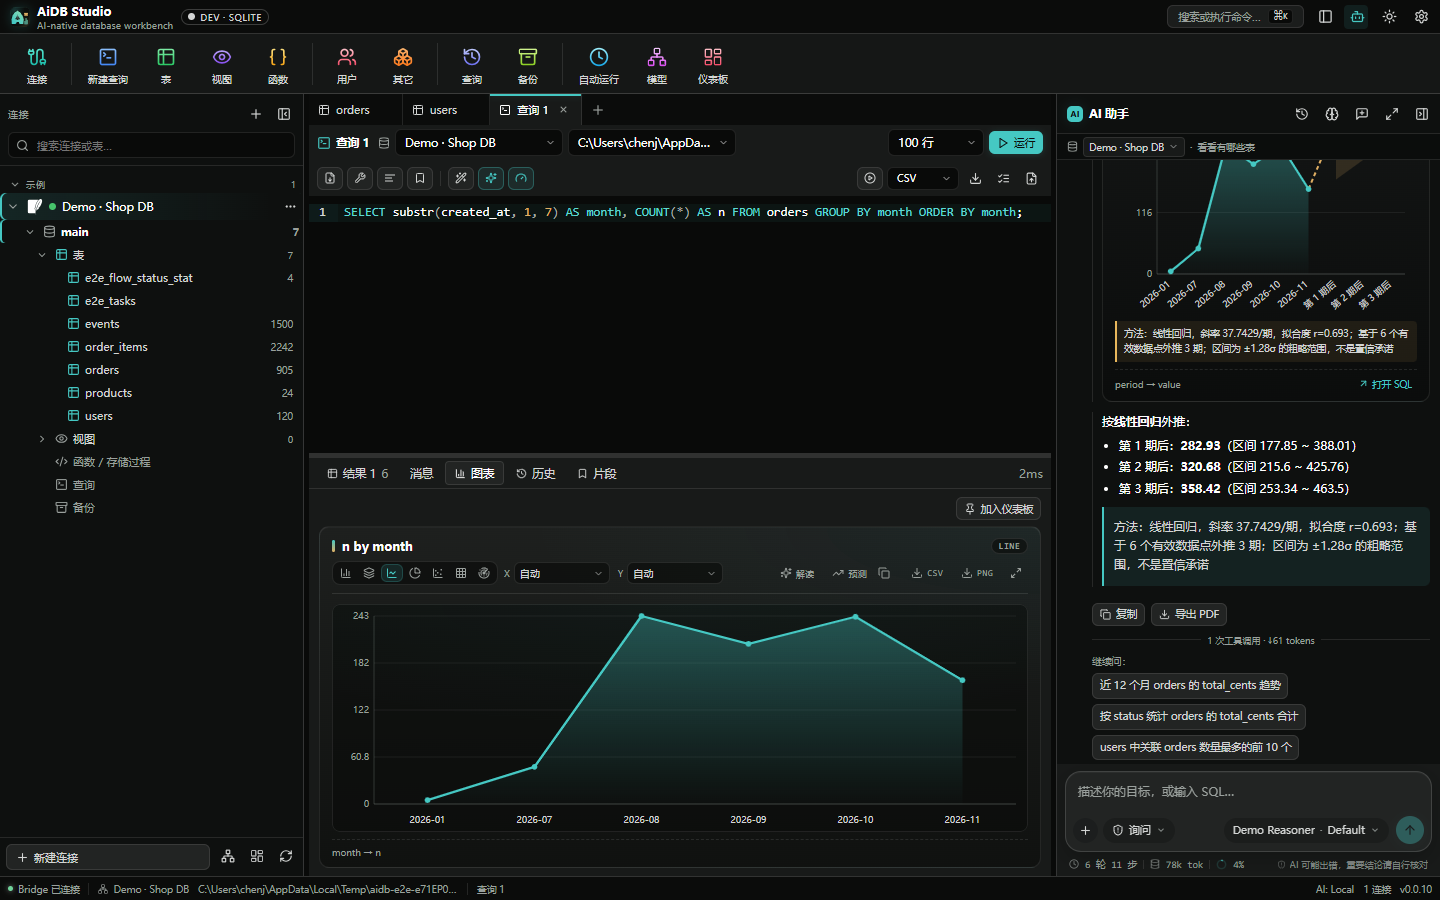 AiDB Studio
AI-native database workbench
DEV · SQLITE
搜索或执行命令...
⌘K
连接
新建查询
表
视图
函数
用户
其它
查询
备份
自动运行
模型
仪表板
连接
搜索连接或表...
示例
1
Demo · Shop DB
main
7
表
7
e2e_flow_status_stat
4
e2e_tasks
events
1500
order_items
2242
orders
905
products
24
users
120
视图
0
函数 / 存储过程
查询
备份
新建连接
orders
users
查询 1
查询 1
Demo · Shop DB
C:\Users\chenj\AppDa...
100 行
运行
CSV
1
SELECT substr(created_at, 1, 7) AS month, COUNT(*) AS n FROM orders GROUP BY month ORDER BY month;
结果 1 6
消息
图表
历史
片段
2ms
加入仪表板
n by month
LINE
X
自动
Y
自动
解读
预测
CSV
PNG
243
182
122
60.8
0
2026-01
2026-07
2026-08
2026-09
2026-10
2026-11
month → n
AI
AI 助手
Demo · Shop DB
· 看看有哪些表
116
0
2026-01
2026-07
2026-08
2026-09
2026-10
2026-11
第 1 期后
第 2 期后
第 3 期后
方法：线性回归，斜率 37.7429/期，拟合度 r=0.693；基于 6 个有
效数据点外推 3 期；区间为 ±1.28σ 的粗略范围，不是置信承诺
period → value
打开 SQL
按线性回归外推：
• 第 1 期后：282.93（区间 177.85 ~ 388.01）
• 第 2 期后：320.68（区间 215.6 ~ 425.76）
• 第 3 期后：358.42（区间 253.34 ~ 463.5）
方法：线性回归，斜率 37.7429/期，拟合度 r=0.693；基
于 6 个有效数据点外推 3 期；区间为 ±1.28σ 的粗略范
围，不是置信承诺
复制
导出 PDF
1 次工具调用 · ↓61 tokens
继续问：
近 12 个月 orders 的 total_cents 趋势
按 status 统计 orders 的 total_cents 合计
users 中关联 orders 数量最多的前 10 个
描述你的目标，或输入 SQL...
询问
Demo Reasoner · Default
6 轮 11 步
78k tok
4%
AI 可能出错，重要结论请自行核对
Bridge 已连接
Demo · Shop DB
C:\Users\chenj\AppData\Local\Temp\aidb-e2e-e71EP0...
查询 1
AI: Local
1 连接
v0.0.10